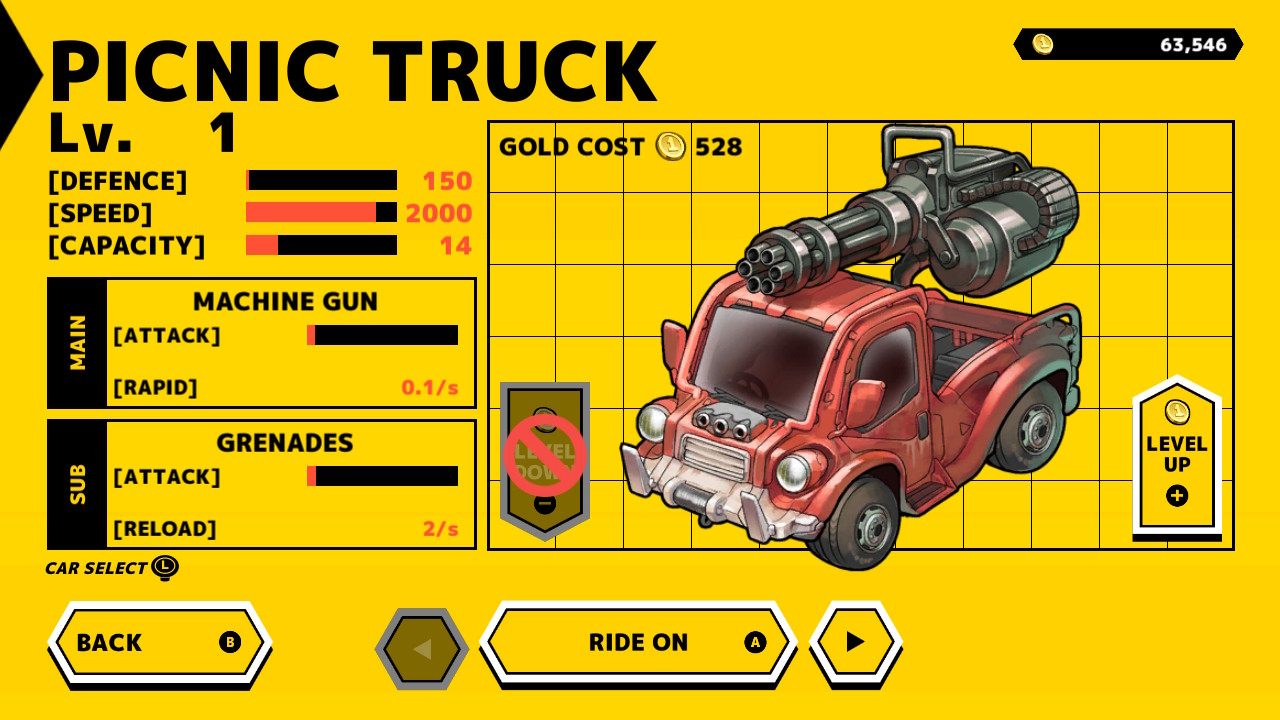 PICNIC TRUCK
63,546
Lv. 1
GOLD COST 528
[DEFENCE] 150
[SPEED] 2000
[CAPACITY] 14
MAIN
MACHINE GUN
[ATTACK]
[RAPID] 0.1/s
SUB
GRENADES
[ATTACK]
[RELOAD] 2/s
LEVEL
DOWN
LEVEL
UP
CAR SELECT L
BACK B
RIDE ON A